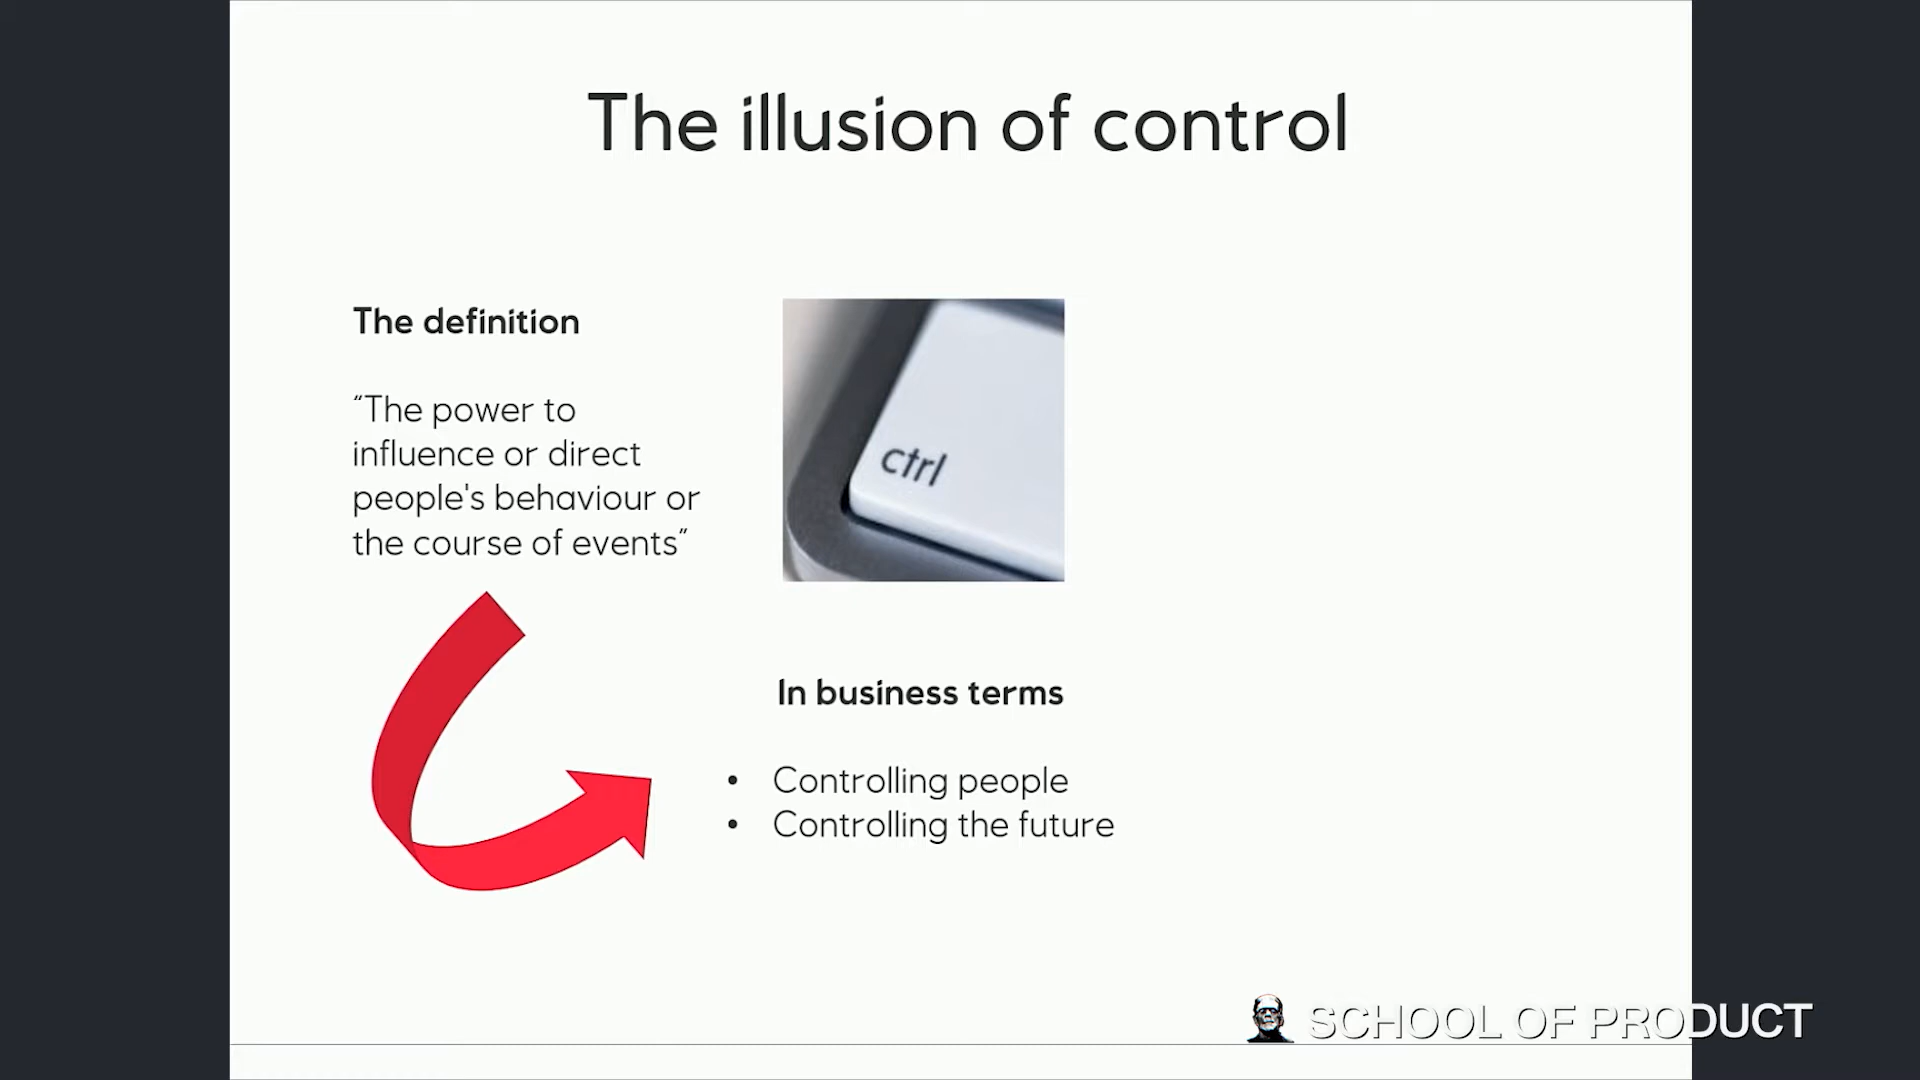 The illusion of control
The definition
“The power to
influence or direct
people's behaviour or
the course of events”
ctrl
In business terms
• Controlling people
• Controlling the future
SCHOOL OF PRODUCT